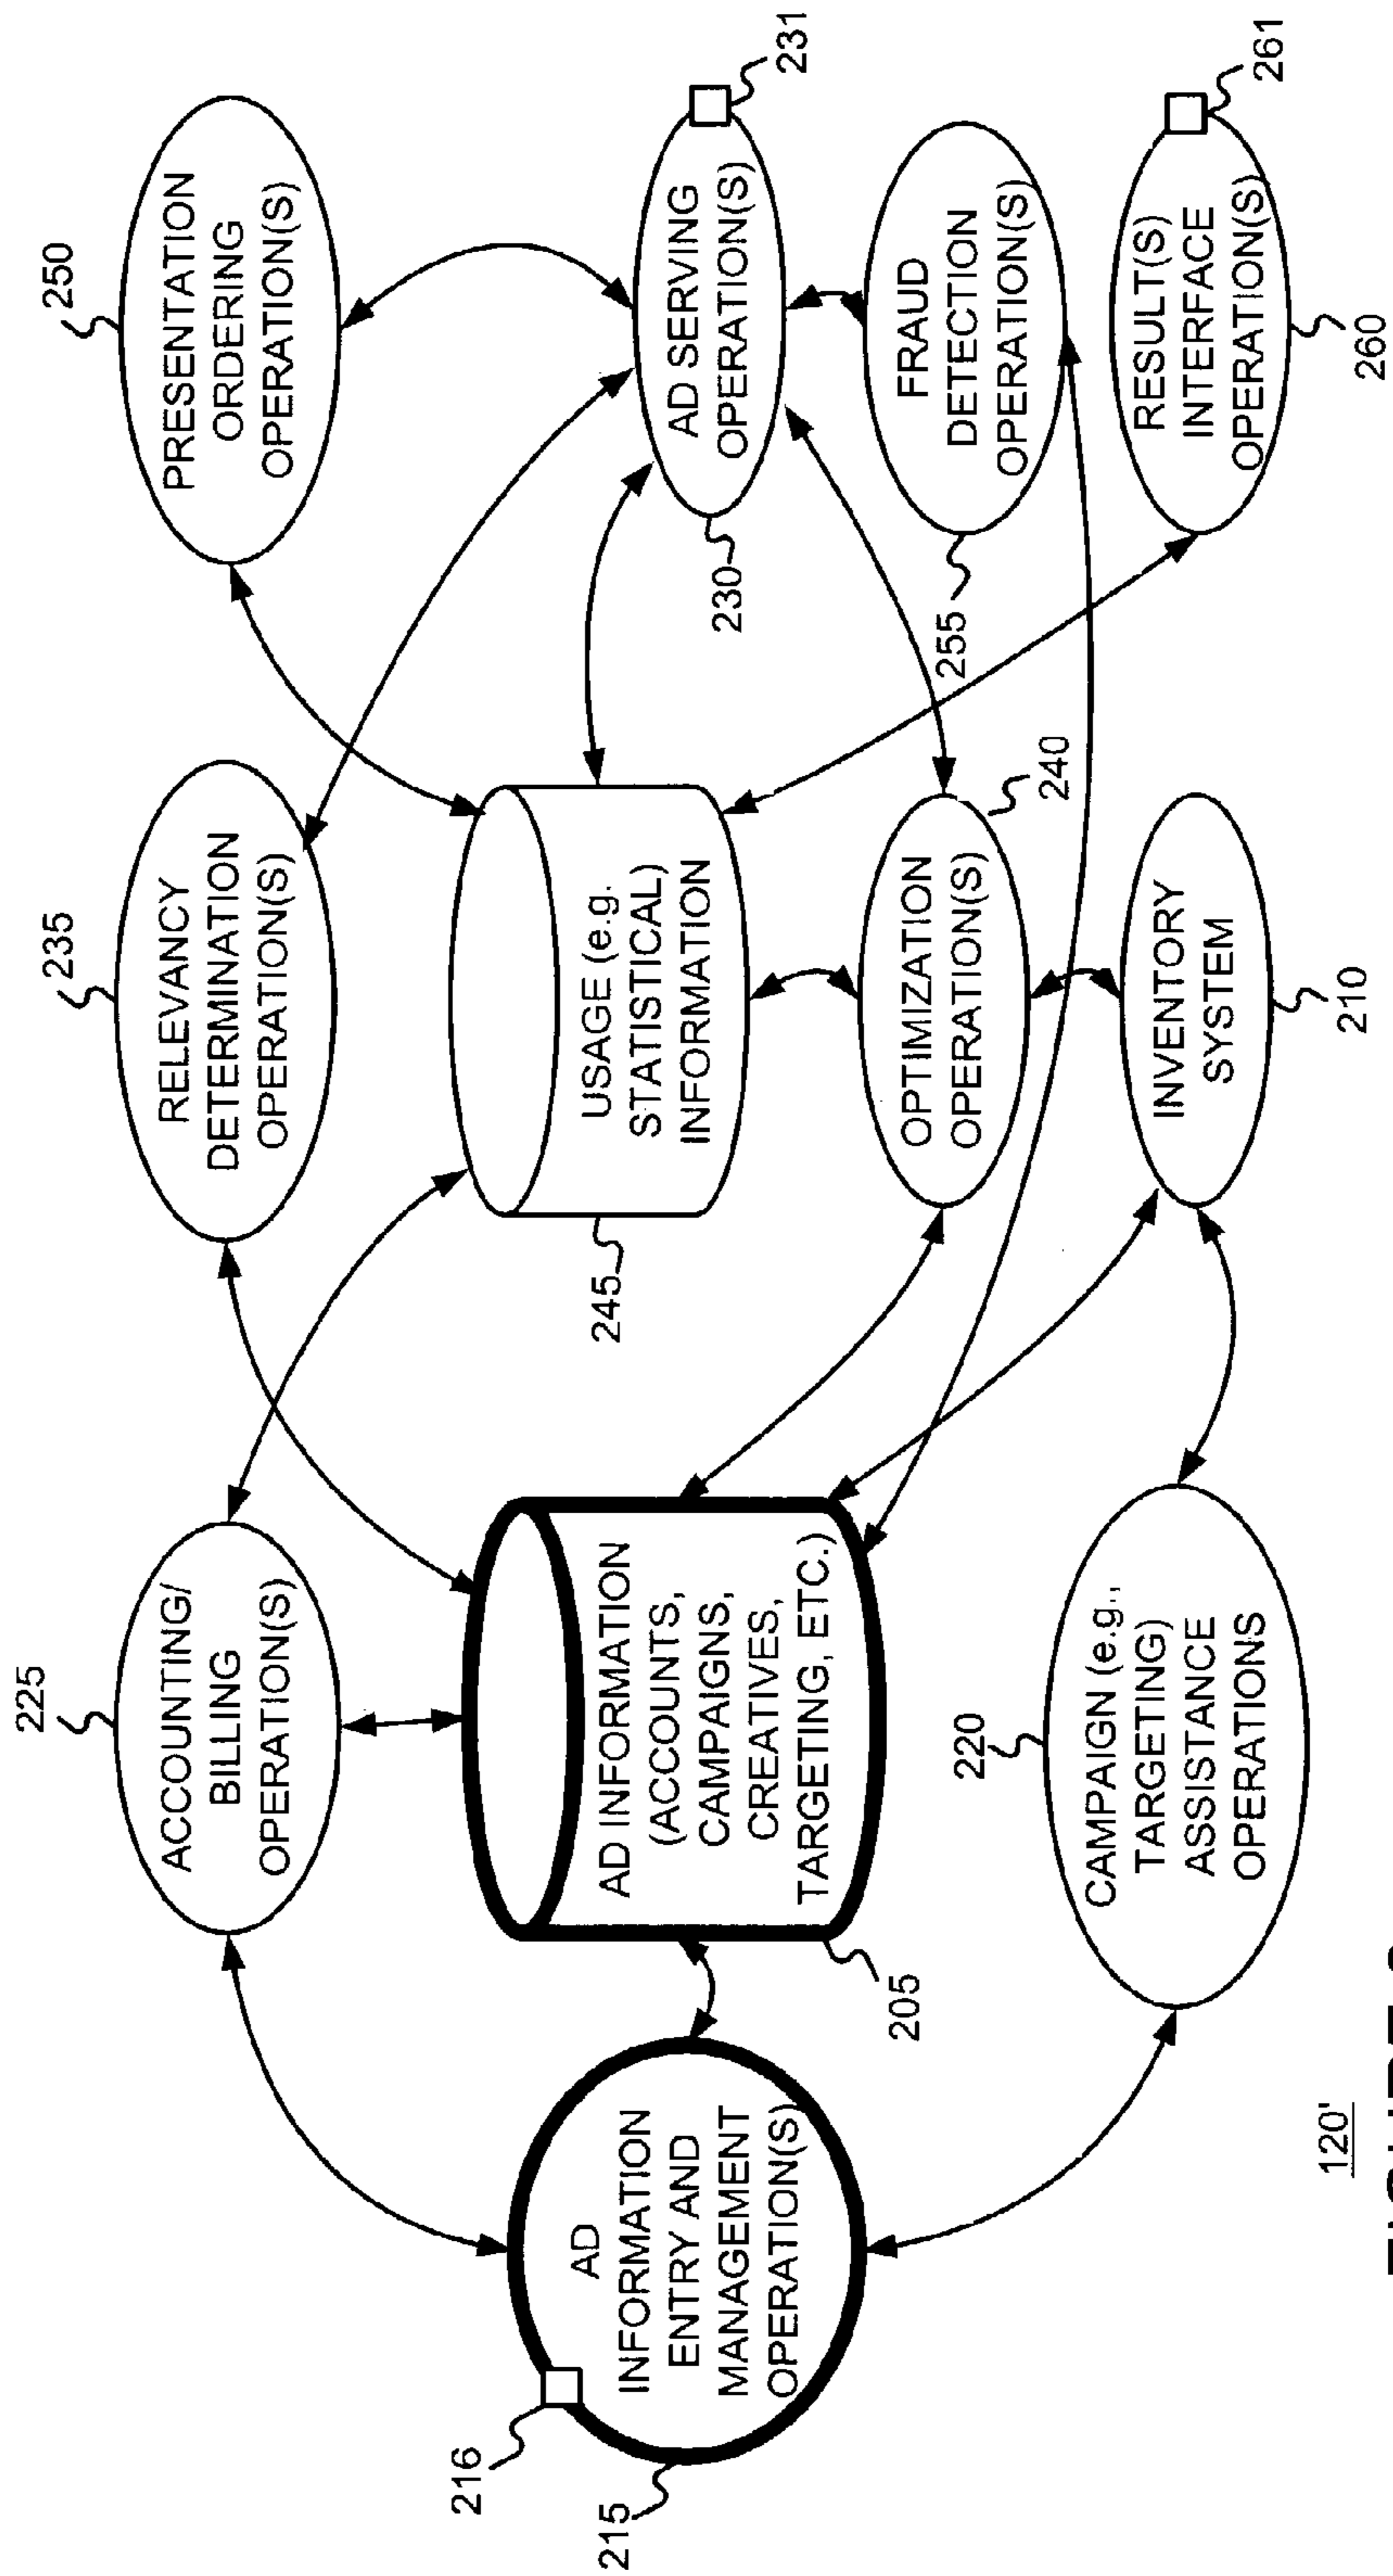 225
235
250
ACCOUNTING/
BILLING
OPERATION(S)
RELEVANCY
DETERMINATION
OPERATION(S)
PRESENTATION
ORDERING
OPERATION(S)
216
215
AD
INFORMATION
ENTRY AND
MANAGEMENT
OPERATION(S)
AD INFORMATION
(ACCOUNTS,
CAMPAIGNS,
CREATIVES,
TARGETING, ETC.)
205
245
USAGE (e.g.
STATISTICAL)
INFORMATION
230
AD SERVING
OPERATION(S)
231
OPTIMIZATION
OPERATION(S)
240
255
FRAUD
DETECTION
OPERATION(S)
220
CAMPAIGN (e.g.,
TARGETING)
ASSISTANCE
OPERATIONS
INVENTORY
SYSTEM
210
RESULT(S)
INTERFACE
OPERATION(S)
261
260
120'
FIGURE